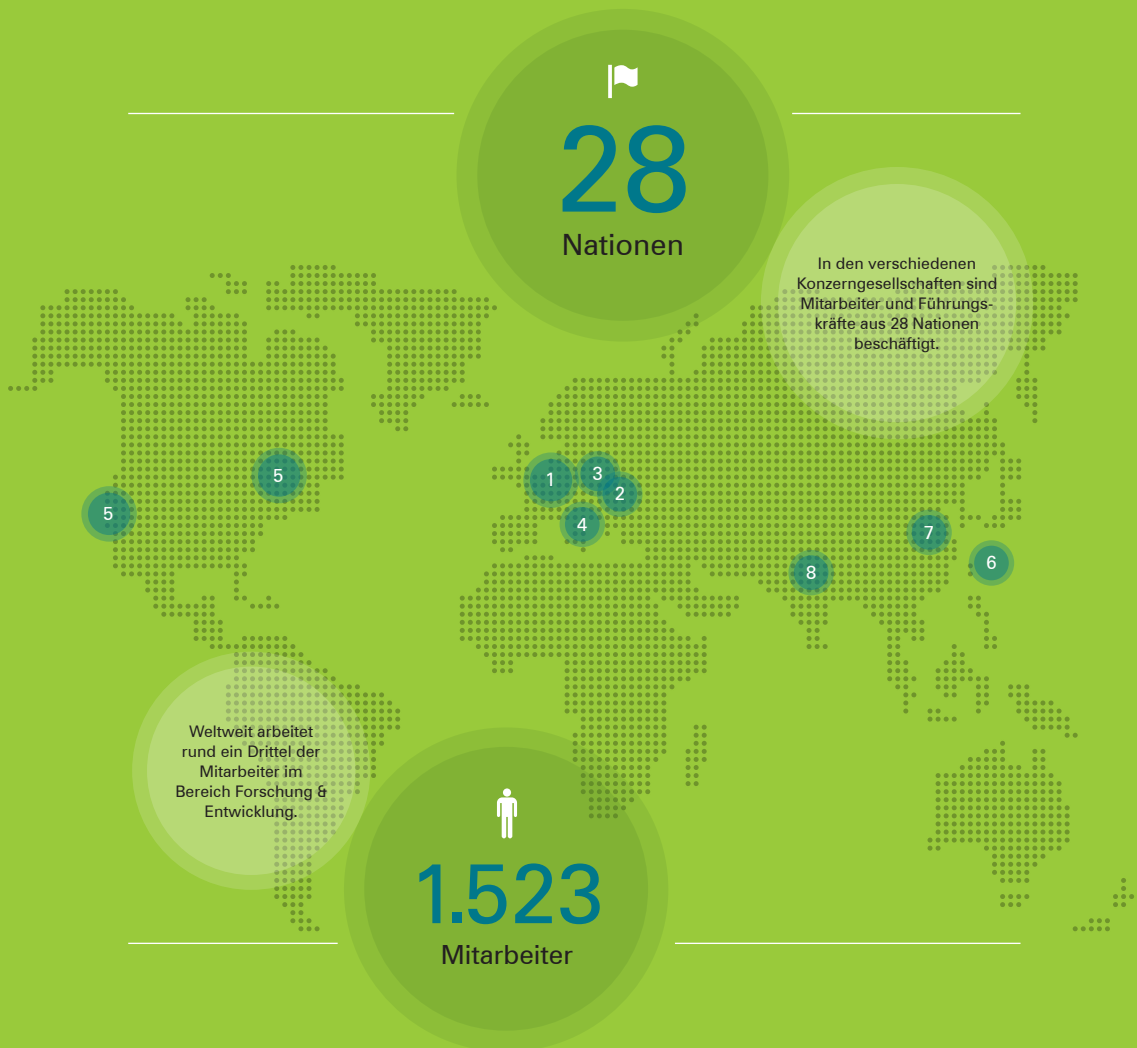 28
Nationen
In den verschiedenen
Konzerngesellschaften sind
Mitarbeiter und Führungs-
kräfte aus 28 Nationen
beschäftigt.
5
5
1
3
2
4
7
6
8
Weltweit arbeitet
rund ein Drittel der
Mitarbeiter im
Bereich Forschung &
Entwicklung.
1.523
Mitarbeiter